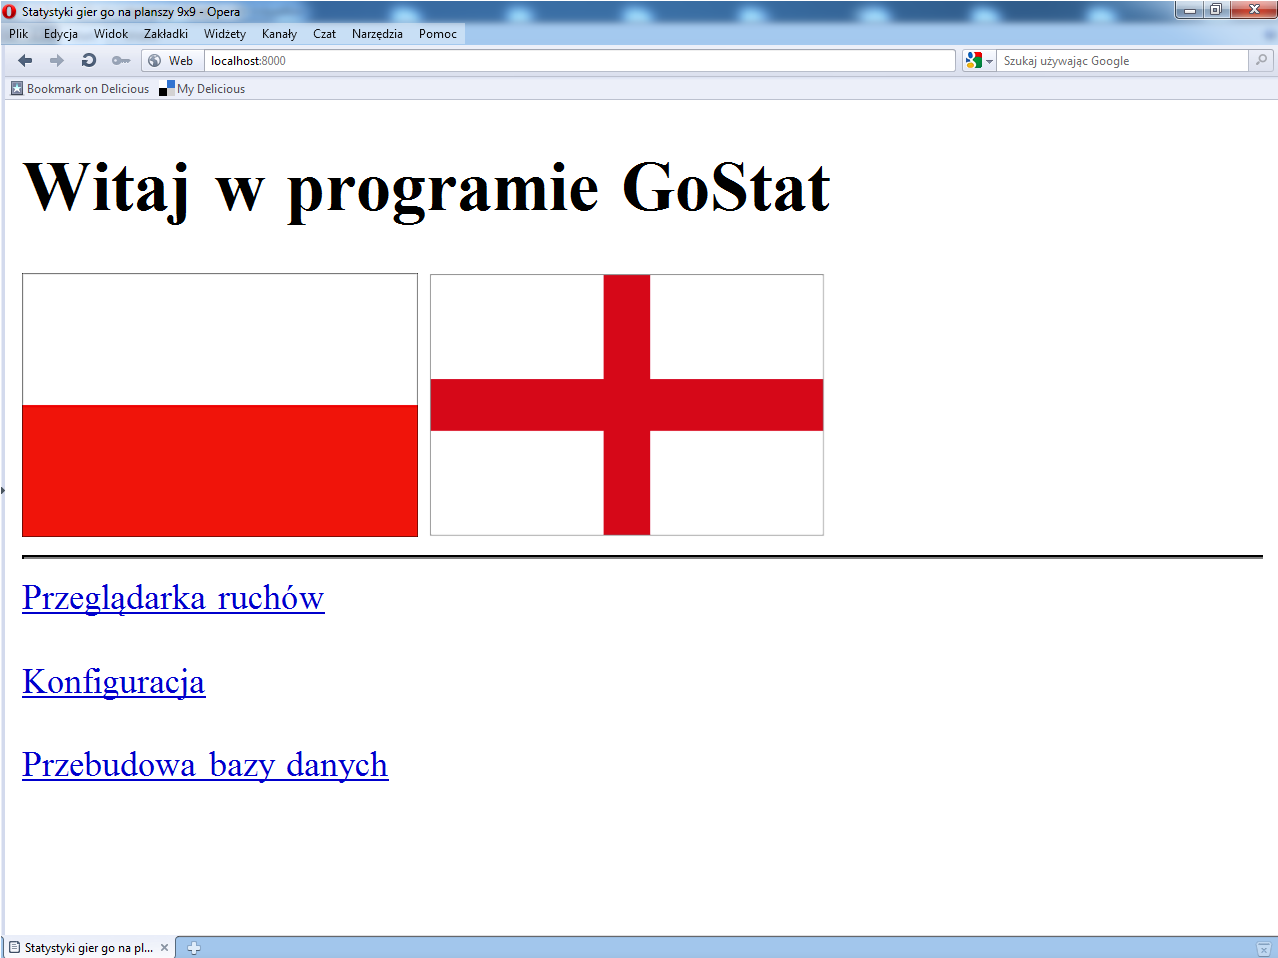 Statystyki gier go na planszy 9x9 - Opera
Plik Edycja Widok Zakładki Widżety Kanały Czat Narzędzia Pomoc
Web localhost:8000 Szukaj używając Google
Bookmark on Delicious My Delicious
Witaj w programie GoStat
Przeglądarka ruchów
Konfiguracja
Przebudowa bazy danych
Statystyki gier go na pl...